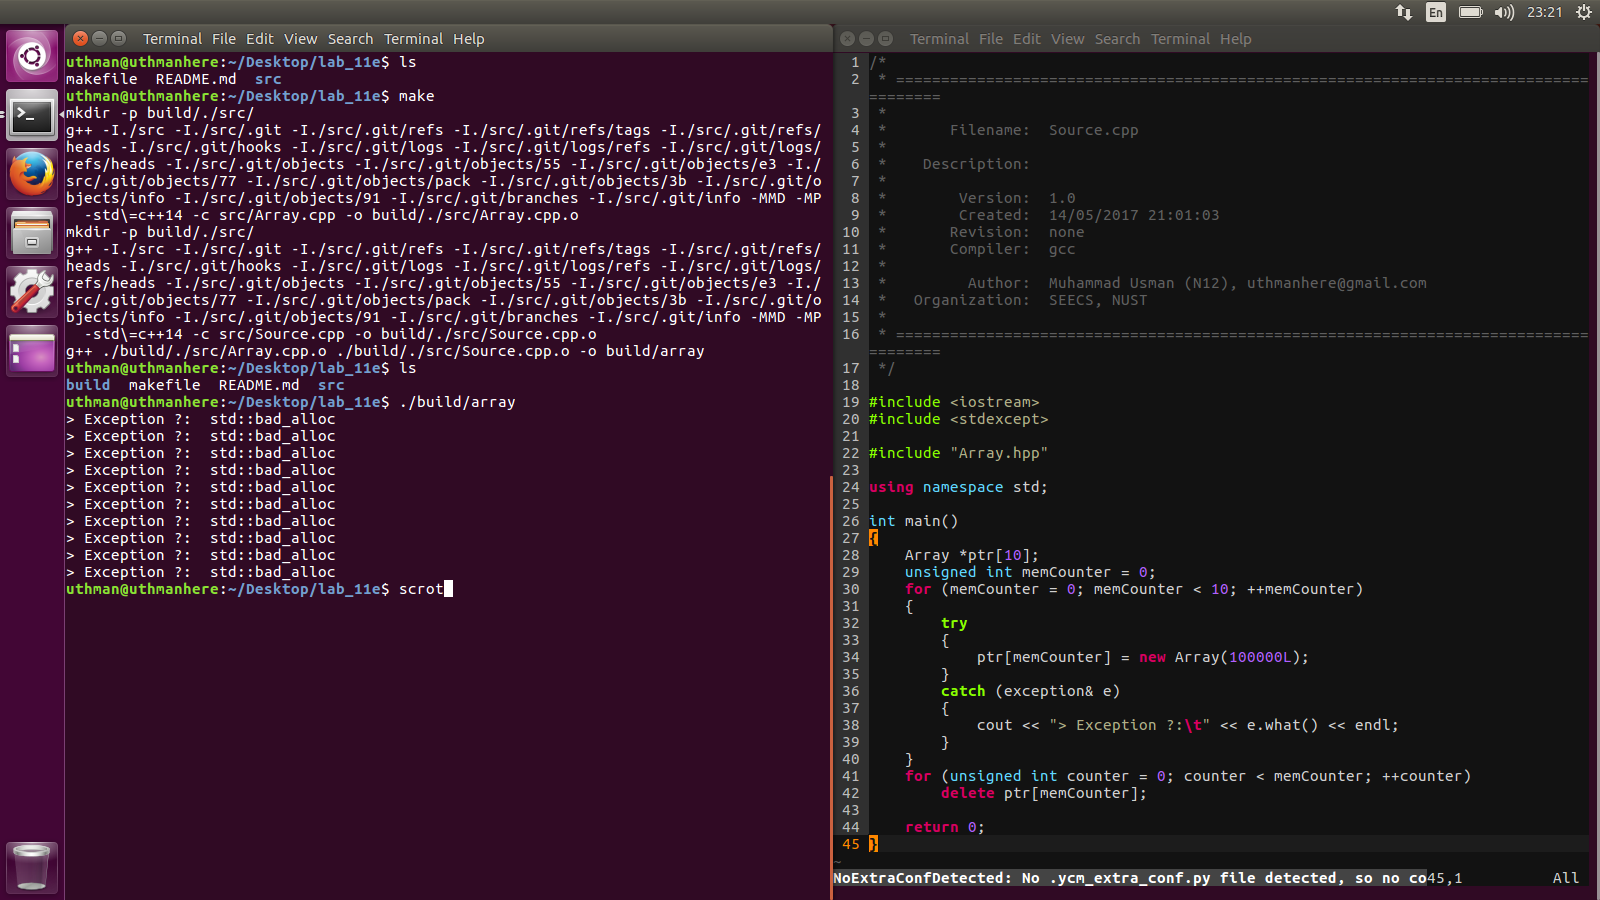 En 23:21
Terminal File Edit View Search Terminal Help
uthman@uthmanhere:~/Desktop/lab_11e$ ls
makefile  README.md  src
uthman@uthmanhere:~/Desktop/lab_11e$ make
mkdir -p build/./src/
g++ -I./src -I./src/.git -I./src/.git/refs -I./src/.git/refs/tags -I./src/.git/refs/
heads -I./src/.git/hooks -I./src/.git/logs -I./src/.git/logs/refs -I./src/.git/logs/
refs/heads -I./src/.git/objects -I./src/.git/objects/55 -I./src/.git/objects/e3 -I./
src/.git/objects/77 -I./src/.git/objects/pack -I./src/.git/objects/3b -I./src/.git/o
bjects/info -I./src/.git/objects/91 -I./src/.git/branches -I./src/.git/info -MMD -MP
  -std\=c++14 -c src/Array.cpp -o build/./src/Array.cpp.o
mkdir -p build/./src/
g++ -I./src -I./src/.git -I./src/.git/refs -I./src/.git/refs/tags -I./src/.git/refs/
heads -I./src/.git/hooks -I./src/.git/logs -I./src/.git/logs/refs -I./src/.git/logs/
refs/heads -I./src/.git/objects -I./src/.git/objects/55 -I./src/.git/objects/e3 -I./
src/.git/objects/77 -I./src/.git/objects/pack -I./src/.git/objects/3b -I./src/.git/o
bjects/info -I./src/.git/objects/91 -I./src/.git/branches -I./src/.git/info -MMD -MP
  -std\=c++14 -c src/Source.cpp -o build/./src/Source.cpp.o
g++ ./build/./src/Array.cpp.o ./build/./src/Source.cpp.o -o build/array
uthman@uthmanhere:~/Desktop/lab_11e$ ls
build  makefile  README.md  src
uthman@uthmanhere:~/Desktop/lab_11e$ ./build/array
> Exception ?:  std::bad_alloc
> Exception ?:  std::bad_alloc
> Exception ?:  std::bad_alloc
> Exception ?:  std::bad_alloc
> Exception ?:  std::bad_alloc
> Exception ?:  std::bad_alloc
> Exception ?:  std::bad_alloc
> Exception ?:  std::bad_alloc
> Exception ?:  std::bad_alloc
> Exception ?:  std::bad_alloc
uthman@uthmanhere:~/Desktop/lab_11e$ scrot
Terminal File Edit View Search Terminal Help
1 /*
2  * =============================================================================
========
3  *
4  *       Filename:  Source.cpp
5  *
6  *    Description:
7  *
8  *        Version:  1.0
9  *        Created:  14/05/2017 21:01:03
10  *       Revision:  none
11  *       Compiler:  gcc
12  *
13  *         Author:  Muhammad Usman (N12), uthmanhere@gmail.com
14  *   Organization:  SEECS, NUST
15  *
16  * =============================================================================
========
17  */
18
19 #include <iostream>
20 #include <stdexcept>
21
22 #include "Array.hpp"
23
24 using namespace std;
25
26 int main()
27 {
28     Array *ptr[10];
29     unsigned int memCounter = 0;
30     for (memCounter = 0; memCounter < 10; ++memCounter)
31     {
32         try
33         {
34             ptr[memCounter] = new Array(100000L);
35         }
36         catch (exception& e)
37         {
38             cout << "> Exception ?:\t" << e.what() << endl;
39         }
40     }
41     for (unsigned int counter = 0; counter < memCounter; ++counter)
42         delete ptr[memCounter];
43
44     return 0;
45 }
~
NoExtraConfDetected: No .ycm_extra_conf.py file detected, so no co45,1 All